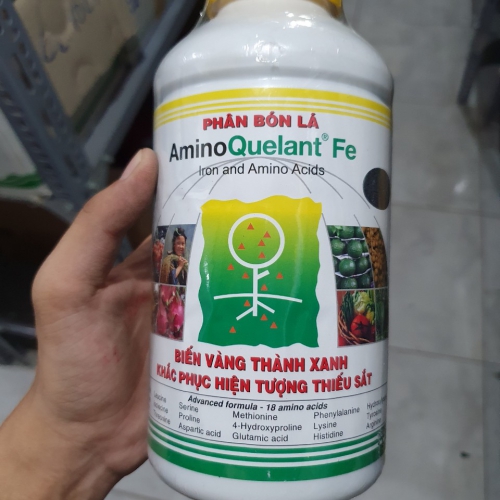 PHÂN BÓN LÁ
AminoQuelant® Fe
Iron and Amino Acids
BIẾN VÀNG THÀNH XANH
KHẮC PHỤC HIỆN TƯỢNG THIẾU SẮT
Advanced formula - 18 amino acids
Serine Methionine Phenylalanine
Proline 4-Hydroxyproline Lysine
Aspartic acid Glutamic acid Histidine